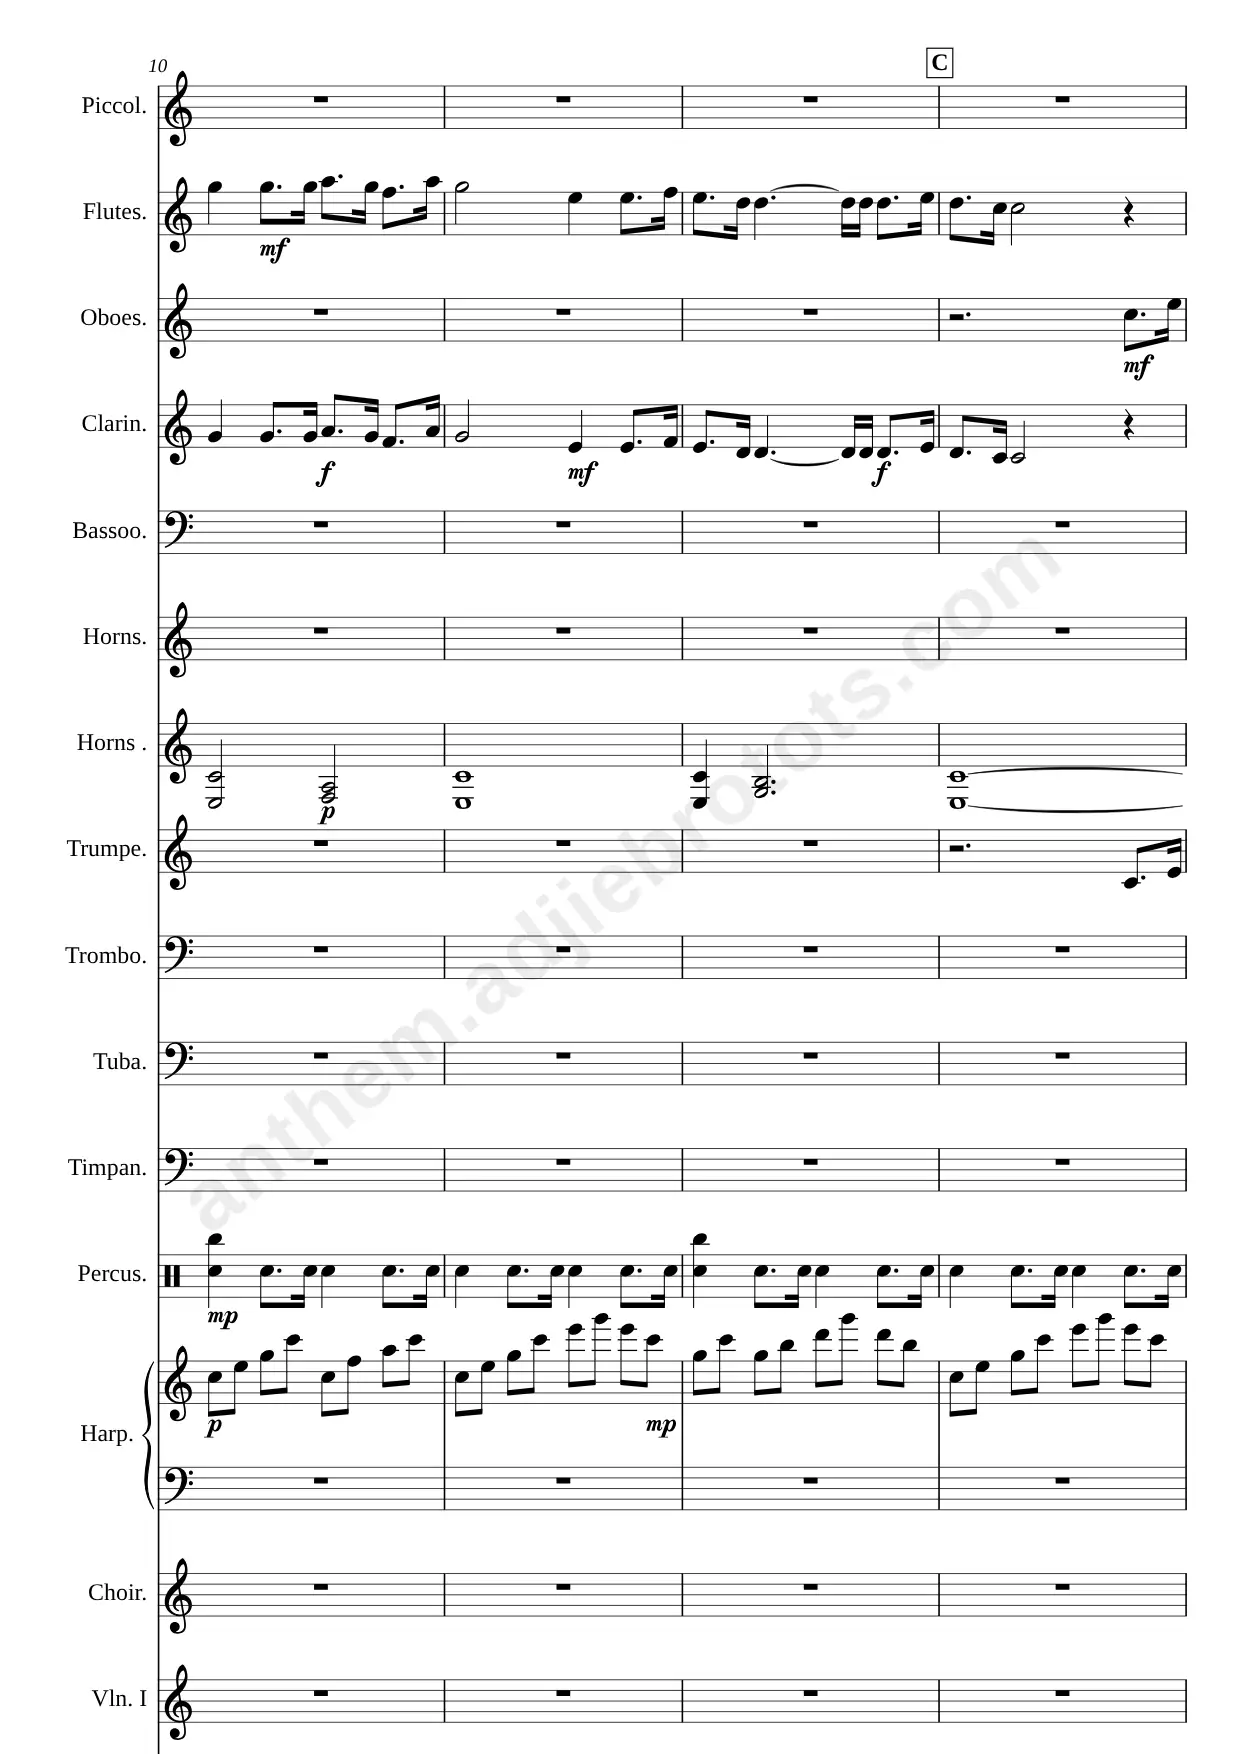 C
10
Piccol.
Flutes.
mf
Oboes.
mf
Clarin.
f mf f
Bassoo.
Horns.
Horns .
p
Trumpe.
Trombo.
Tuba.
Timpan.
Percus.
mp
p mp
Harp.
Choir.
Vln. I
anthem.adjiebrotots.com